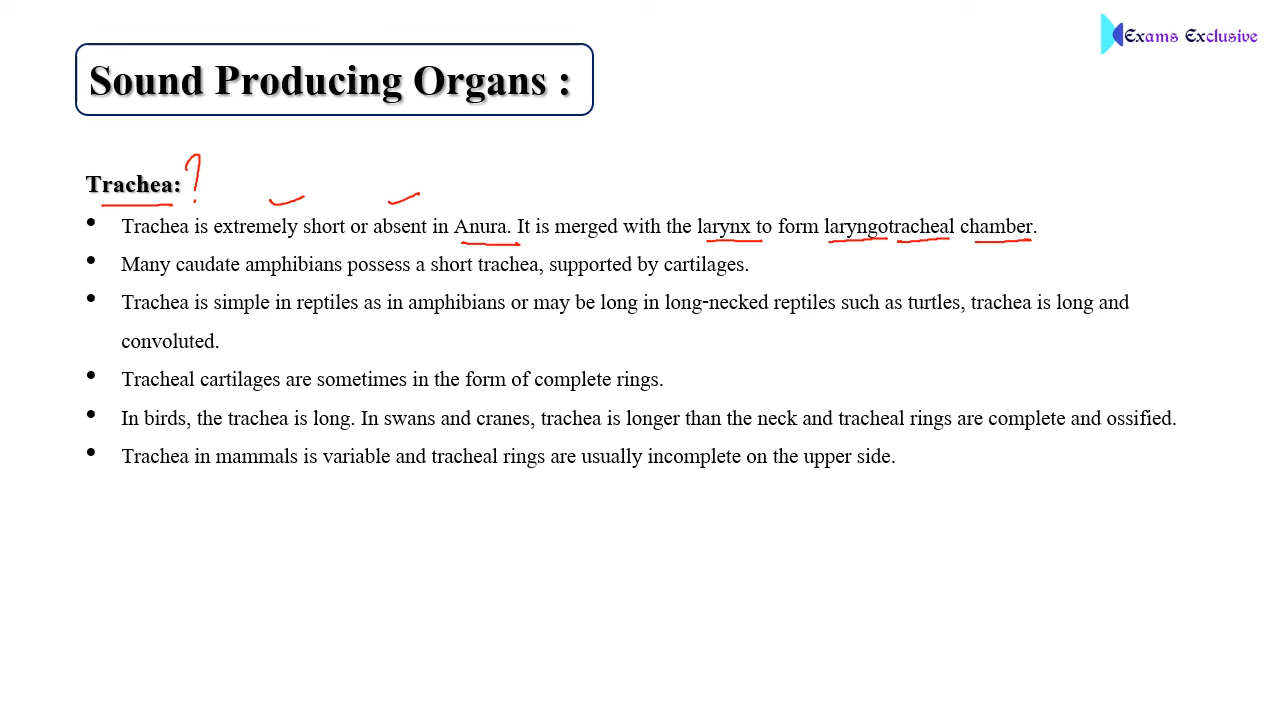 Exams Exclusive
Sound Producing Organs :
Trachea: ?
• Trachea is extremely short or absent in Anura. It is merged with the larynx to form laryngotracheal chamber.
• Many caudate amphibians possess a short trachea, supported by cartilages.
• Trachea is simple in reptiles as in amphibians or may be long in long-necked reptiles such as turtles, trachea is long and
convoluted.
• Tracheal cartilages are sometimes in the form of complete rings.
• In birds, the trachea is long. In swans and cranes, trachea is longer than the neck and tracheal rings are complete and ossified.
• Trachea in mammals is variable and tracheal rings are usually incomplete on the upper side.